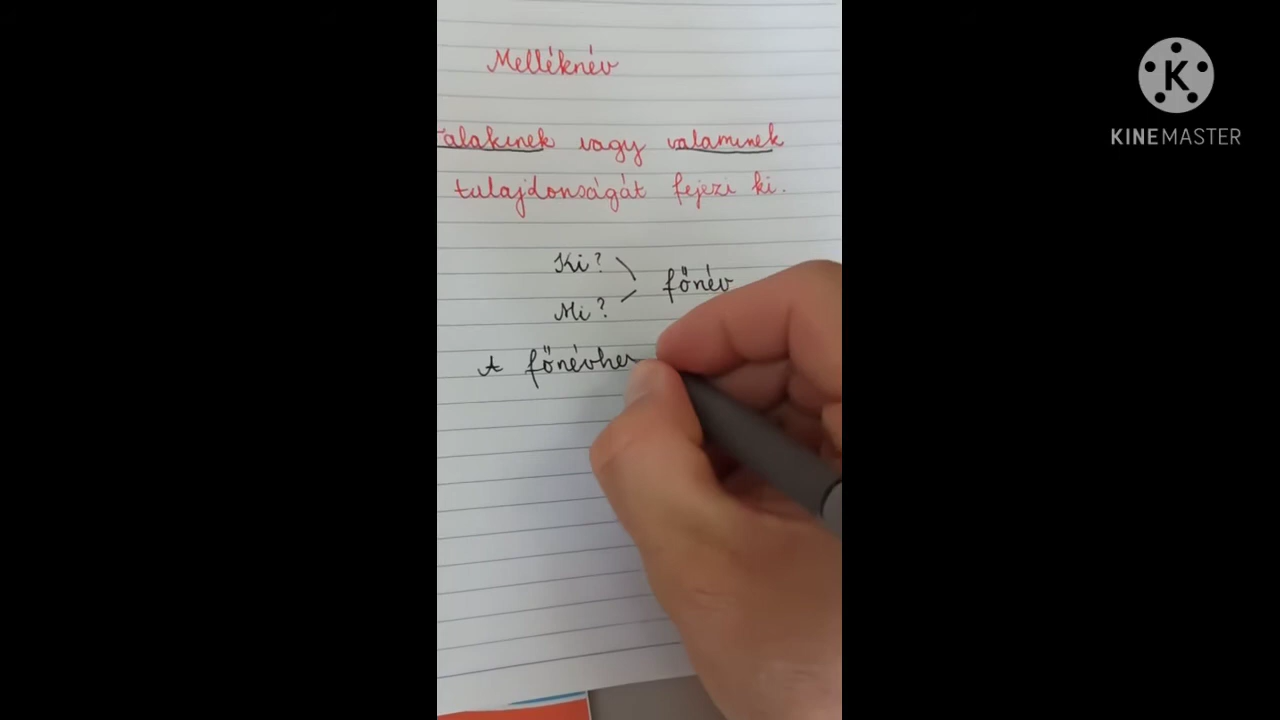 Melléknév
valakinek vagy valaminek
tulajdonságát fejezi ki.
Ki?
főnév
Mi?
A főnévhez
K
KINEMASTER